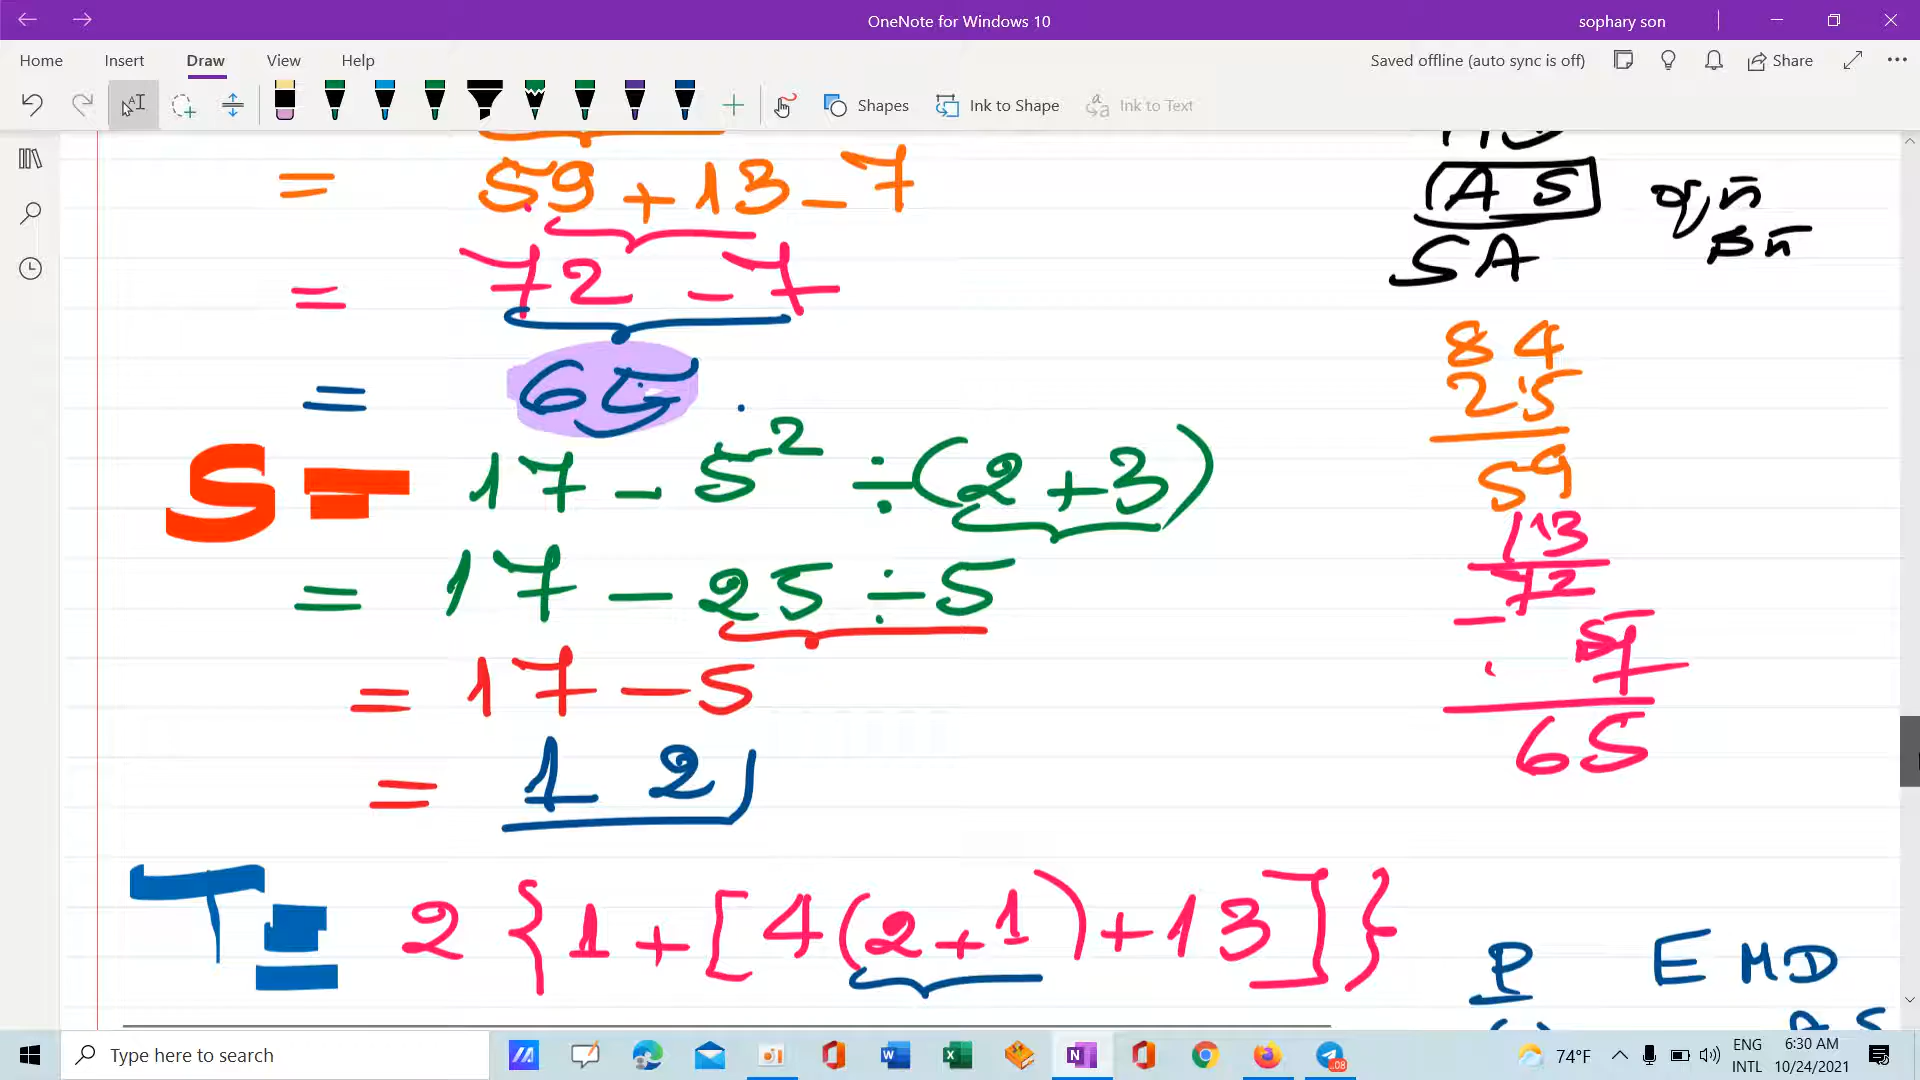 OneNote for Windows 10
sophary son
Home Insert Draw View Help
Saved offline (auto sync is off)
Share
Shapes
Ink to Shape
Ink to Text
= 59 + 13 - 7
= 72 - 7
= 65
S = 17 - 5² ÷ (2 + 3)
= 17 - 25 ÷ 5
= 17 - 5
= 12
T = 2 {1 + [4(2 + 1) + 13]}
A S
SA
84
25
59
13
72
-
65
P E MD
A S
Type here to search
74°F
ENG
INTL
6:30 AM
10/24/2021